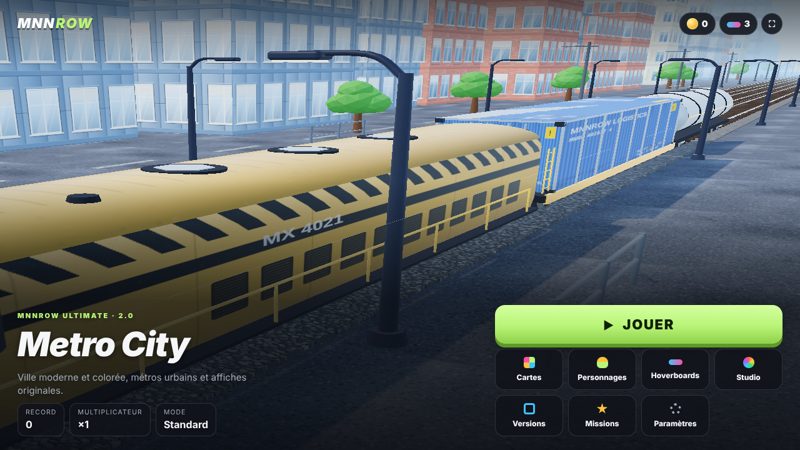 MNNROW
0
3
MNNROW LOGISTICS
MX 4021
MNNROW ULTIMATE · 2.0
Metro City
Ville moderne et colorée, métros urbains et affiches
originales.
RECORD
0
MULTIPLICATEUR
×1
MODE
Standard
JOUER
Cartes
Personnages
Hoverboards
Studio
Versions
Missions
Paramètres